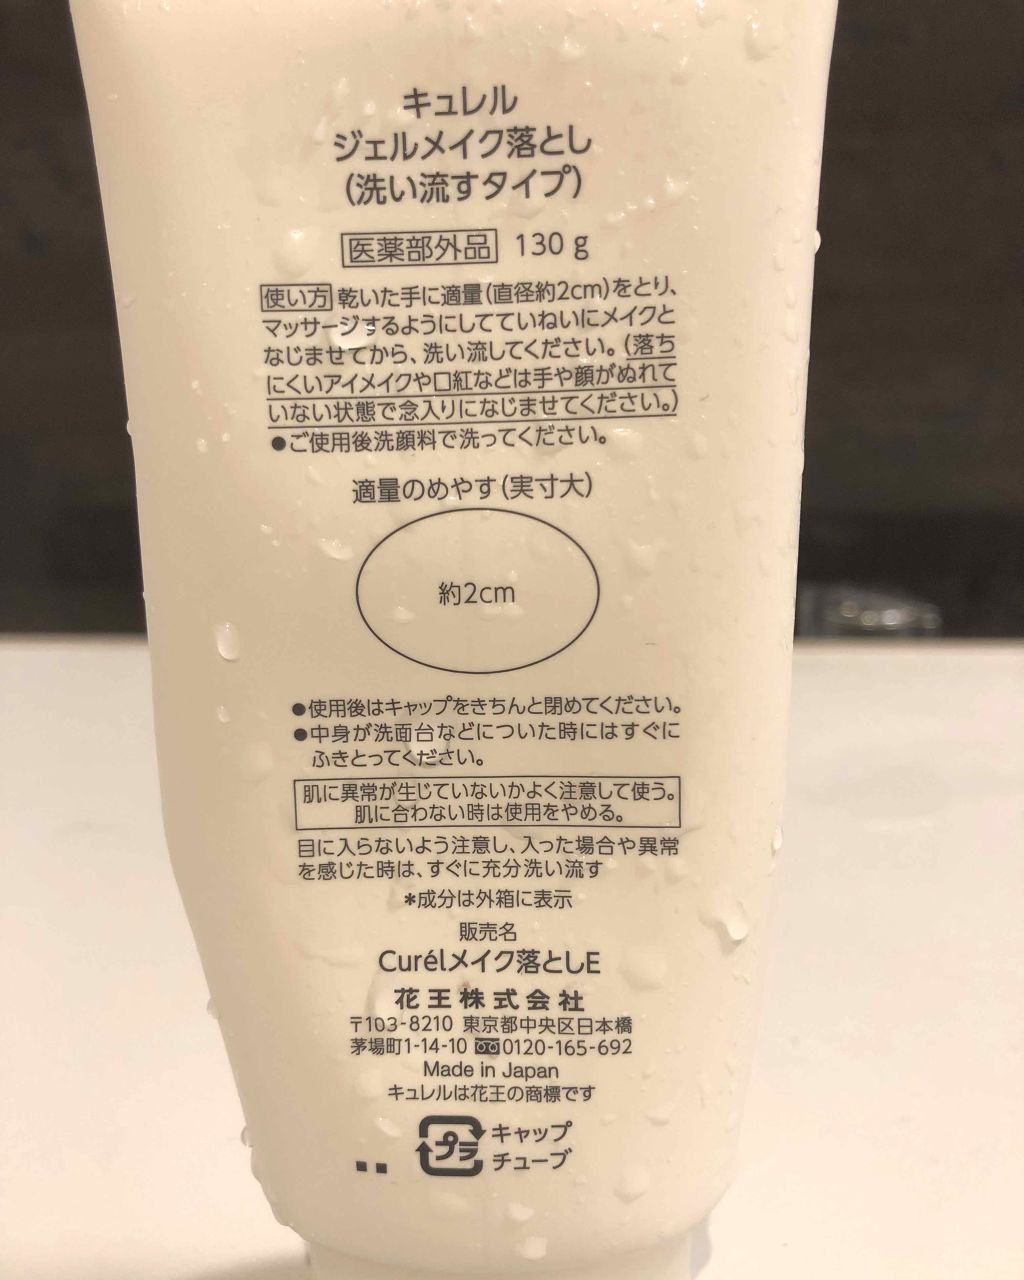 キュレル
ジェルメイク落とし
(洗い流すタイプ)
医薬部外品 130 g
使い方 乾いた手に適量(直径約2cm)をとり、
マッサージするようにしてていねいにメイクと
なじませてから、洗い流してください。(落ち
にくいアイメイクや口紅などは手や顔がぬれて
いない状態で念入りになじませてください。)
●ご使用後洗顔料で洗ってください。
適量のめやす(実寸大)
約2cm
●使用後はキャップをきちんと閉めてください。
●中身が洗面台などについた時にはすぐに
ふきとってください。
肌に異常が生じていないかよく注意して使う。
肌に合わない時は使用をやめる。
目に入らないよう注意し、入った場合や異常
を感じた時は、すぐに充分洗い流す
*成分は外箱に表示
販売名
Curélメイク落としE
花王株式会社
〒103-8210 東京都中央区日本橋
茅場町1-14-10 0120-165-692
Made in Japan
キュレルは花王の商標です
プラ キャップ
チューブ